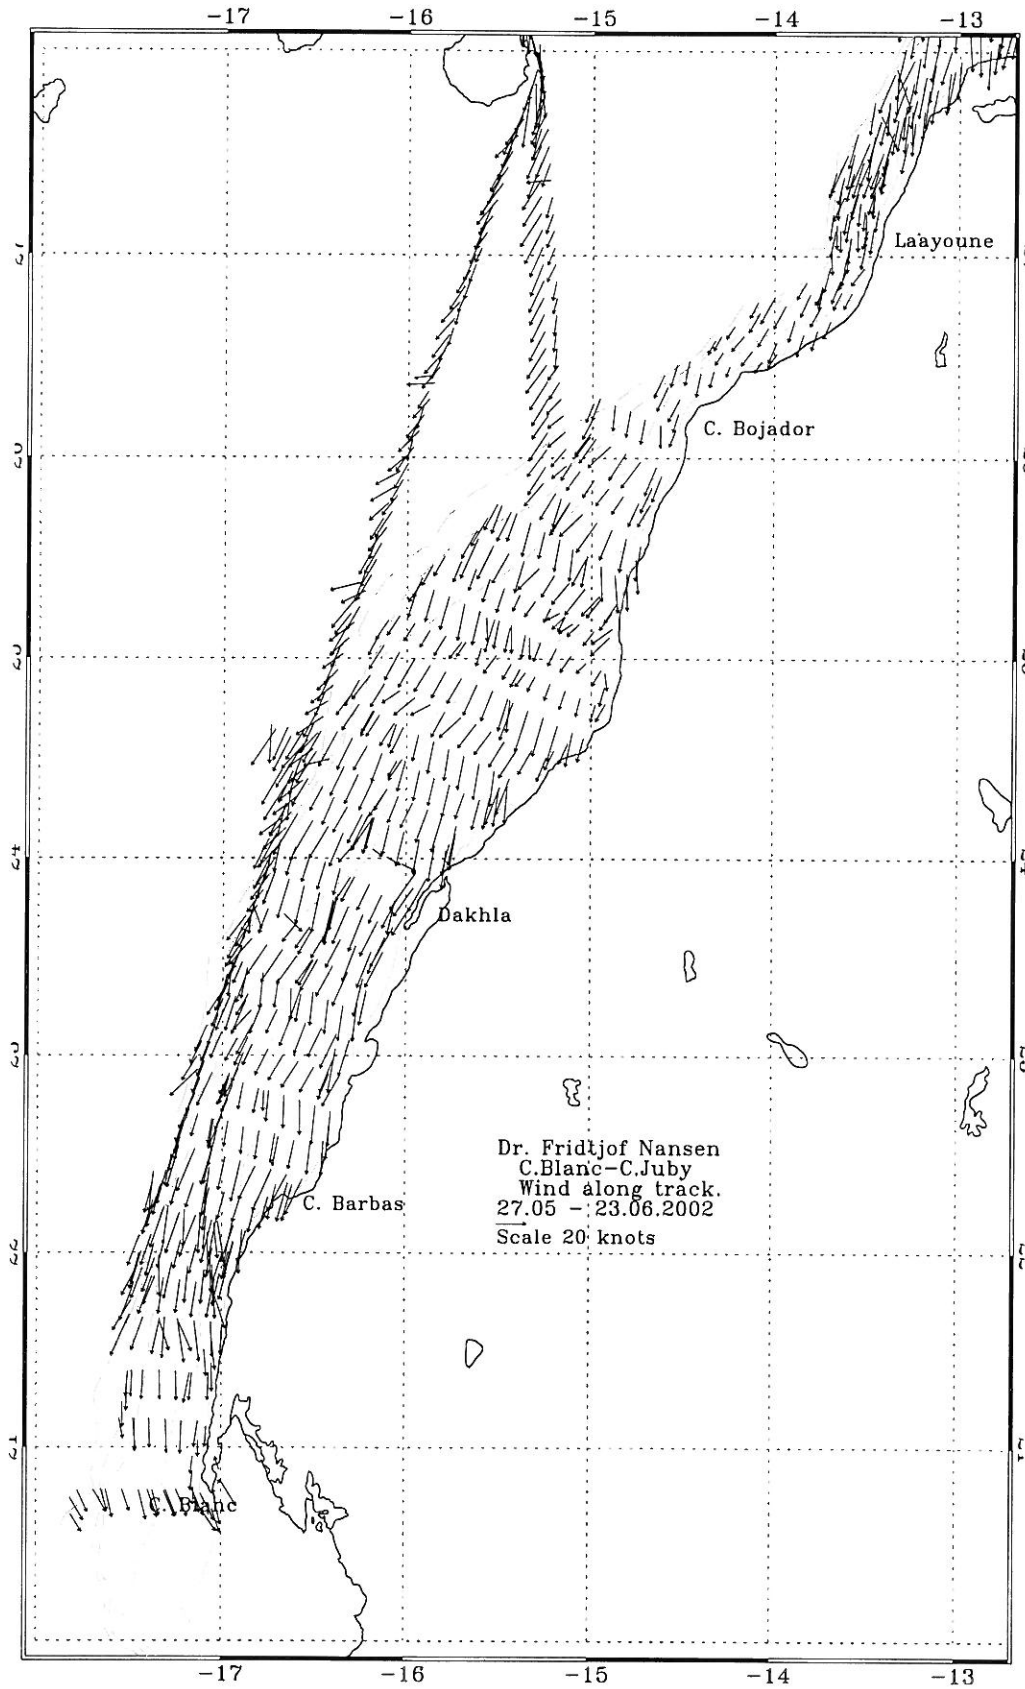 -17 -16 -15 -14 -13
Laayoune
C. Bojador
Dakhla
Dr. Fridtjof Nansen
C.Blanc-C.Juby
Wind along track.
27.05 - 23.06.2002
Scale 20 knots
C. Barbas
C. Blanc
-17 -16 -15 -14 -13